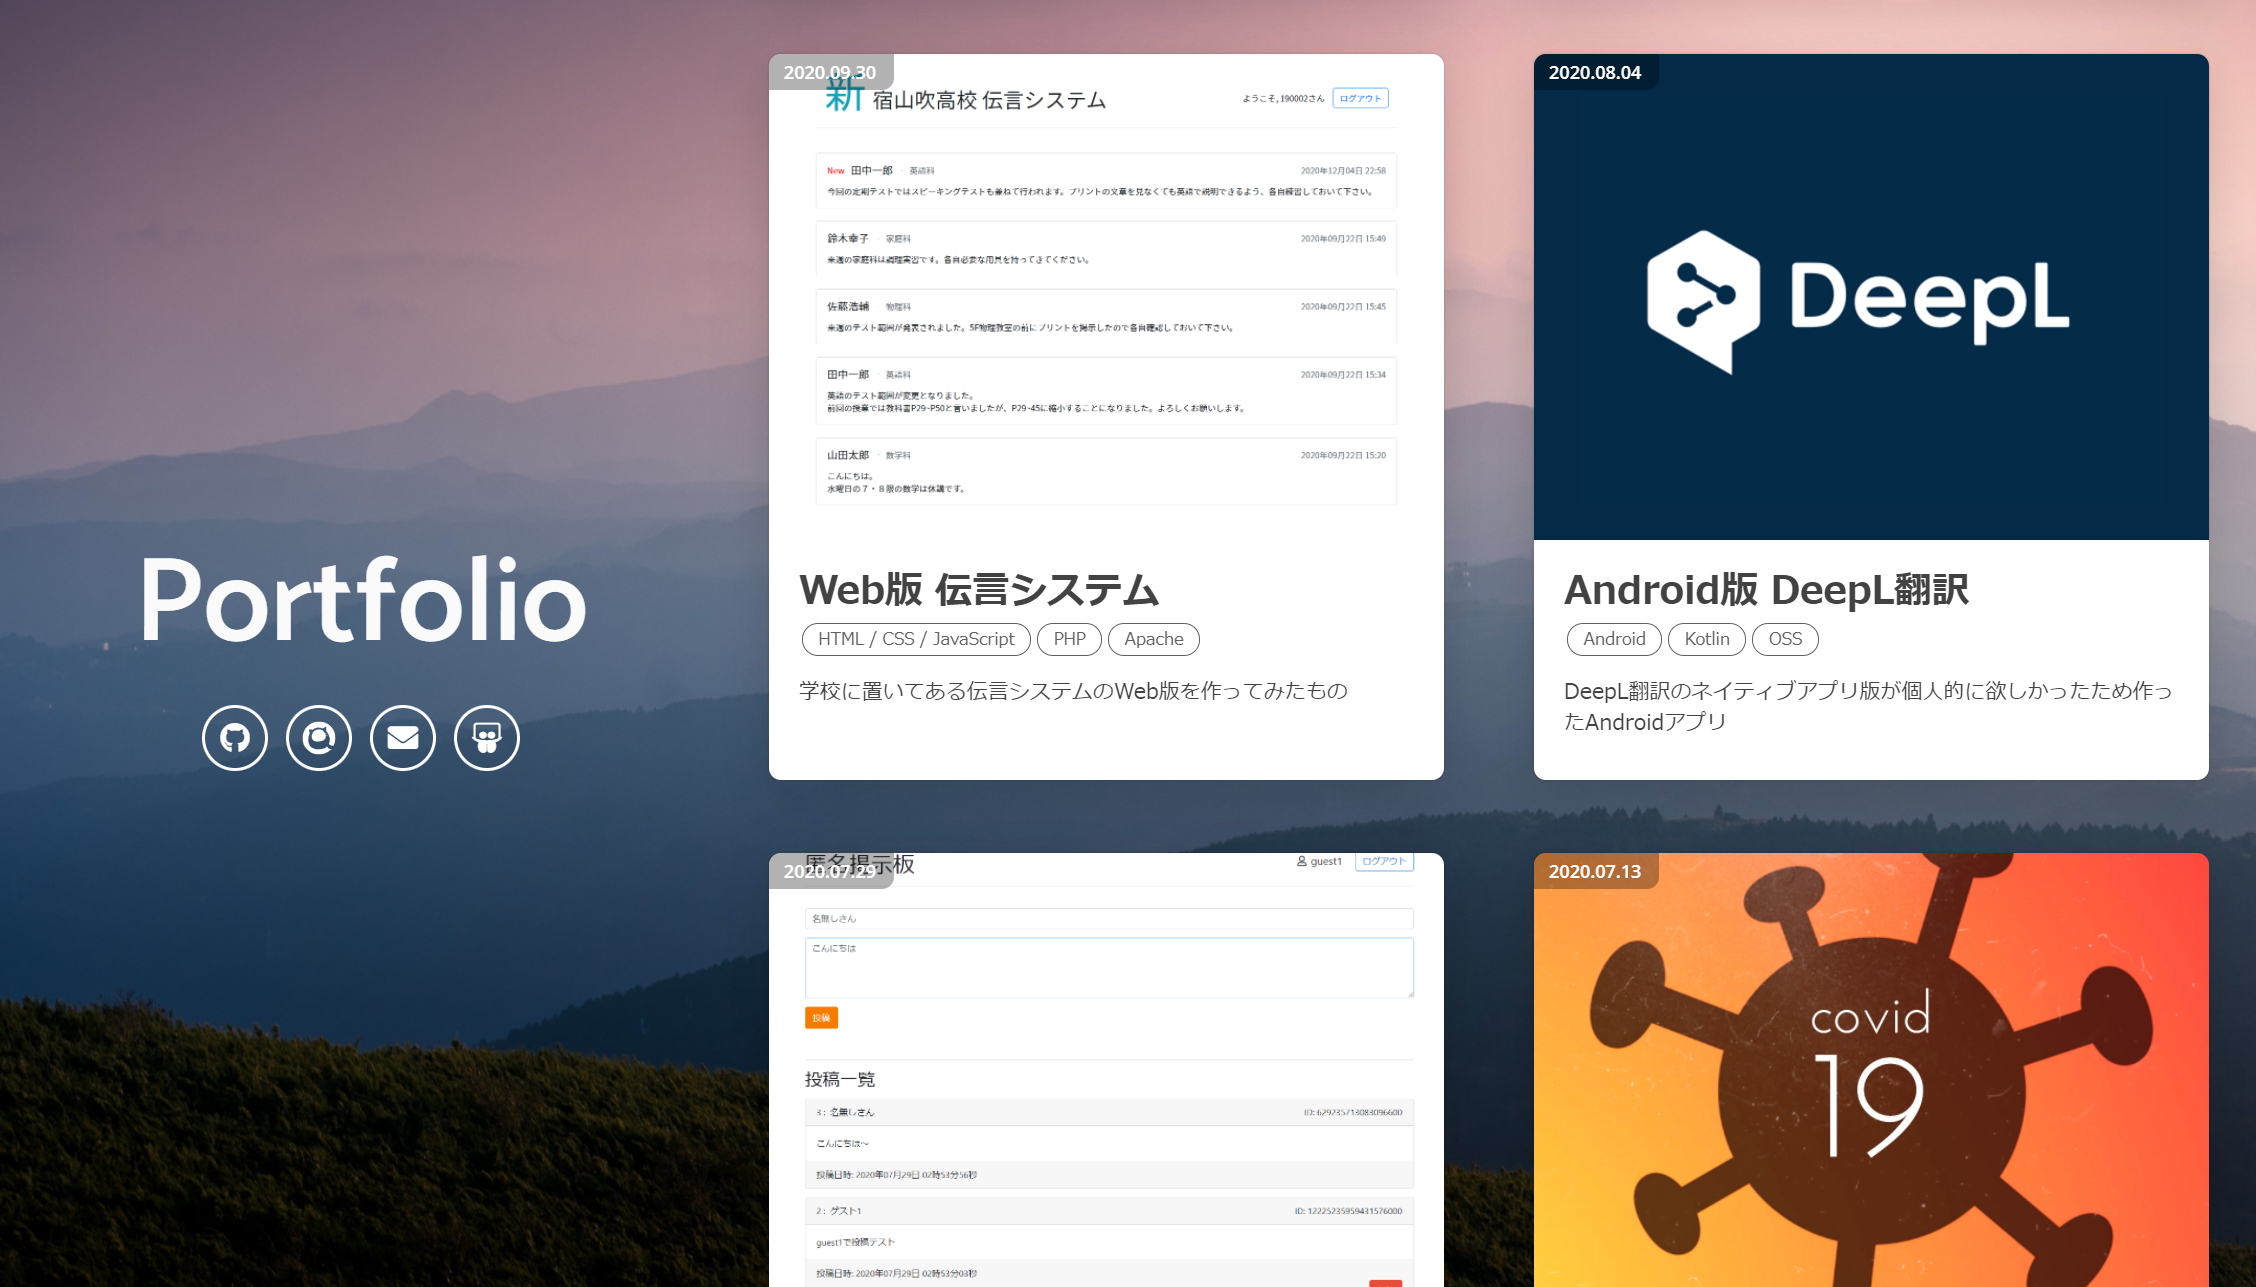 Portfolio
2020.09.30
新宿山吹高校 伝言システム
ようこそ, 190002さん ログアウト
New 田中一郎 · 英語科 2020年12月04日 22:58
今回の定期テストではスピーキングテストも兼ねて行われます。プリントの文章を見なくても英語で説明できるよう、各自練習しておいて下さい。
鈴木幸子 · 家庭科 2020年09月22日 15:49
来週の家庭科は調理実習です。各自必要な用具を持ってきてください。
佐藤浩輔 · 物理科 2020年09月22日 15:45
来週のテスト範囲が発表されました。5F物理教室の前にプリントを掲示したので各自確認しておいて下さい。
田中一郎 · 英語科 2020年09月22日 15:34
英語のテスト範囲が変更となりました。
前回の授業では教科書P29~P50と言いましたが、P29~45に縮小することになりました。よろしくお願いします。
山田太郎 · 数学科 2020年09月22日 15:20
こんにちは。
水曜日の７・８限の数学は休講です。
Web版 伝言システム
HTML / CSS / JavaScript PHP Apache
学校に置いてある伝言システムのWeb版を作ってみたもの
2020.08.04
DeepL
Android版 DeepL翻訳
Android Kotlin OSS
DeepL翻訳のネイティブアプリ版が個人的に欲しかったため作っ
たAndroidアプリ
2020.07.29
匿名掲示板
guest1 ログアウト
名無しさん
こんにちは
投稿
投稿一覧
3 : 名無しさん ID: 629235713083096600
こんにちは～
投稿日時: 2020年07月29日 02時53分56秒
2 : ゲスト1 ID: 12225235959431576000
guest1で投稿テスト
投稿日時: 2020年07月29日 02時53分03秒
2020.07.13
covid
19